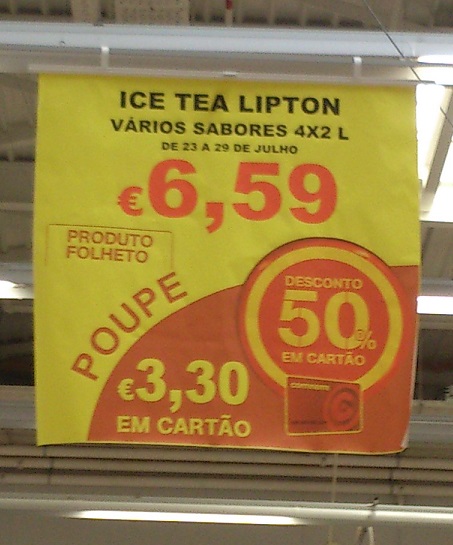 ICE TEA LIPTON
VÁRIOS SABORES 4X2 L
DE 23 A 29 DE JULHO
€6,59
PRODUTO
FOLHETO
POUPE
DESCONTO
50%
EM CARTÃO
€3,30
EM CARTÃO